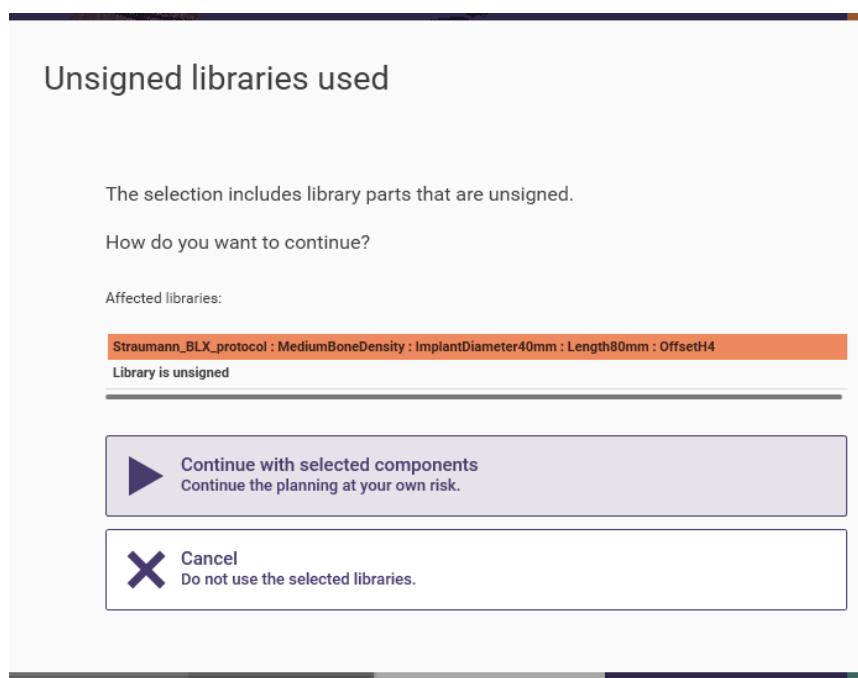 Unsigned libraries used
The selection includes library parts that are unsigned.
How do you want to continue?
Affected libraries:
Straumann_BLX_protocol : MediumBoneDensity : ImplantDiameter40mm : Length80mm : OffsetH4
Library is unsigned
Continue with selected components
Continue the planning at your own risk.
Cancel
Do not use the selected libraries.